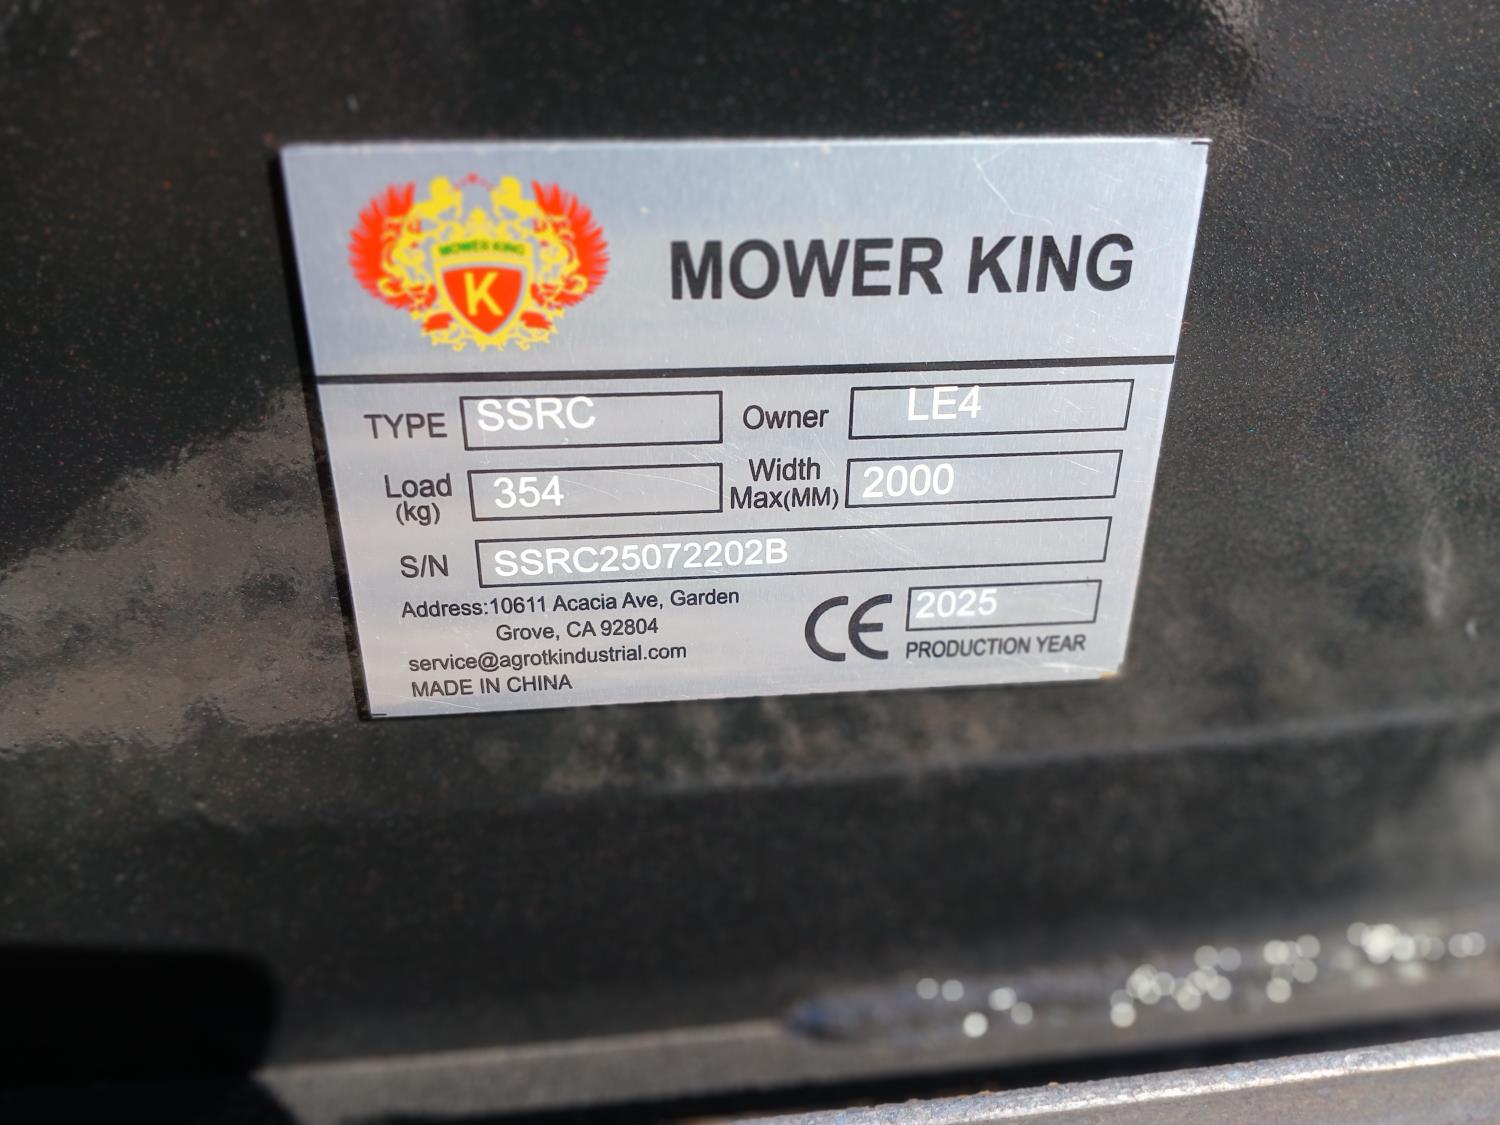 MOWER KING
K
MOWER KING
TYPE SSRC Owner LE4
Load (kg) 354 Width Max(MM) 2000
S/N SSRC25072202B
Address:10611 Acacia Ave, Garden
Grove, CA 92804
service@agrotkindustrial.com
MADE IN CHINA
CE 2025
PRODUCTION YEAR